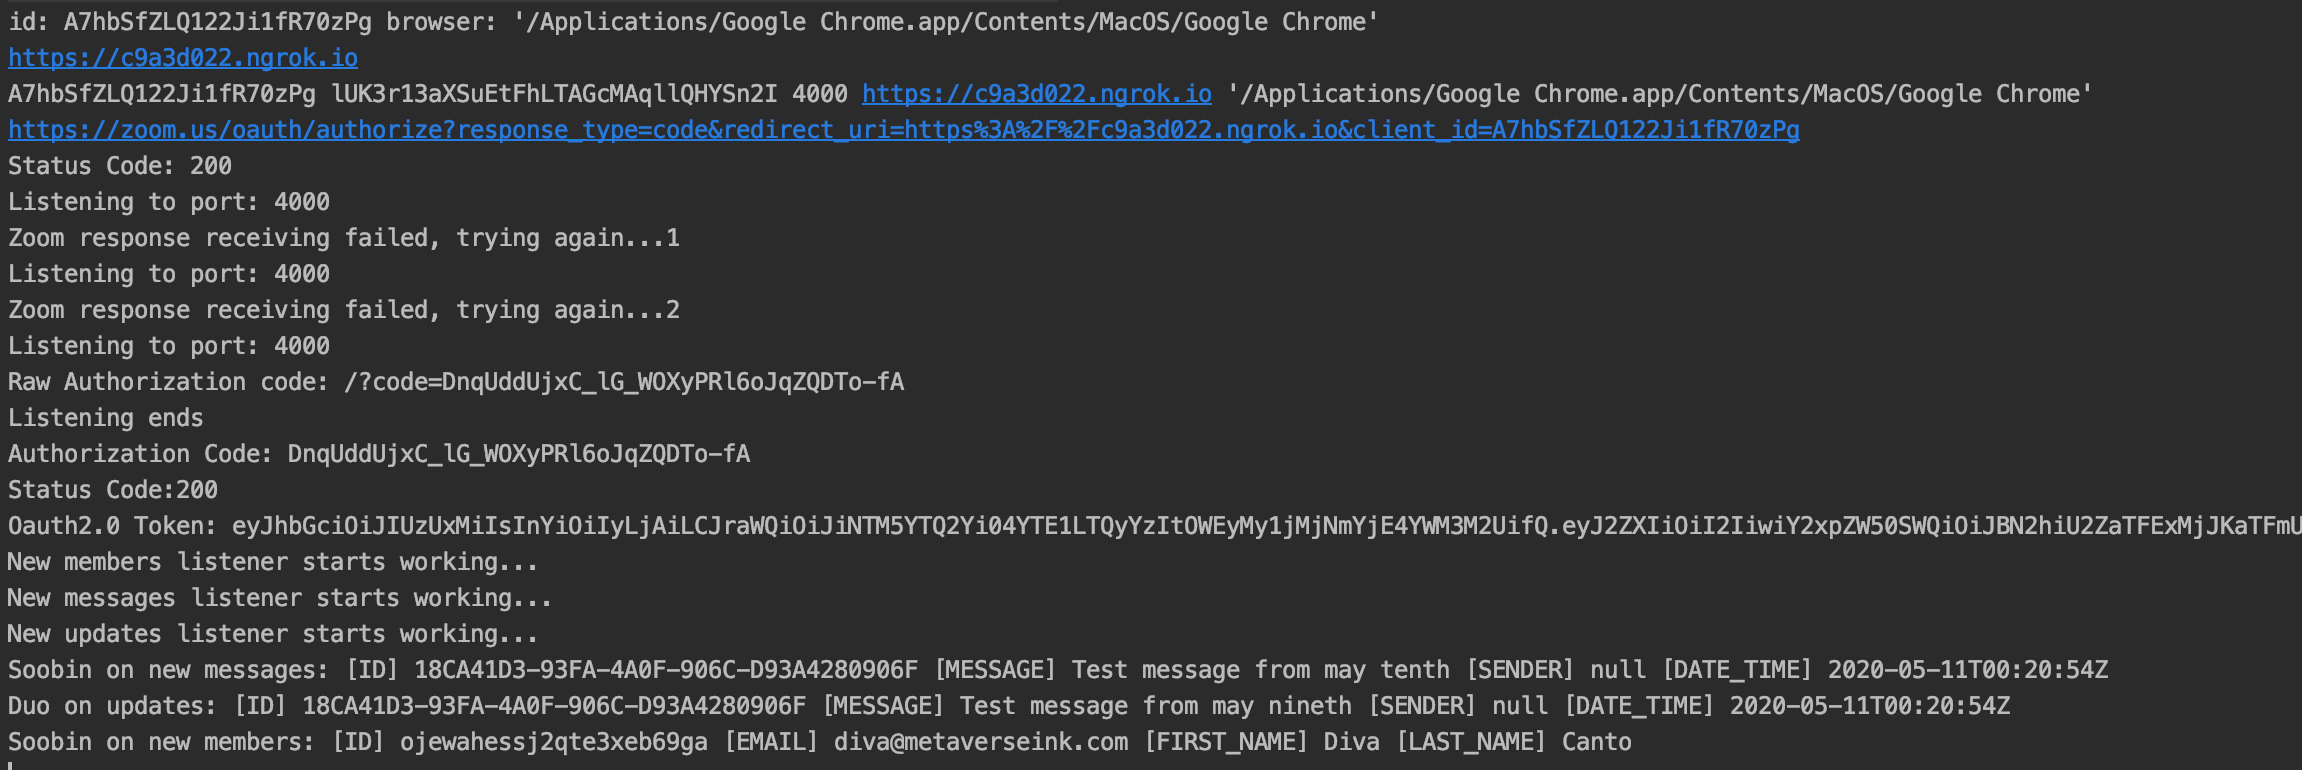 id: A7hbSfZLQ122Ji1fR70zPg browser: '/Applications/Google Chrome.app/Contents/MacOS/Google Chrome'
https://c9a3d022.ngrok.io
A7hbSfZLQ122Ji1fR70zPg lUK3r13aXSuEtFhLTAGcMAqllQHYSn2I 4000 https://c9a3d022.ngrok.io '/Applications/Google Chrome.app/Contents/MacOS/Google Chrome'
https://zoom.us/oauth/authorize?response_type=code&redirect_uri=https%3A%2F%2Fc9a3d022.ngrok.io&client_id=A7hbSfZLQ122Ji1fR70zPg
Status Code: 200
Listening to port: 4000
Zoom response receiving failed, trying again...1
Listening to port: 4000
Zoom response receiving failed, trying again...2
Listening to port: 4000
Raw Authorization code: /?code=DnqUddUjxC_lG_WOXyPRl6oJqZQDTo-fA
Listening ends
Authorization Code: DnqUddUjxC_lG_WOXyPRl6oJqZQDTo-fA
Status Code:200
Oauth2.0 Token: eyJhbGciOiJIUzUxMiIsInYiOiIyLjAiLCJraWQiOiJiNTM5YTQ2Yi04YTE1LTQyYzItOWEyMy1jMjNmYjE4YWM3M2UifQ.eyJ2ZXIiOiI2IiwiY2xpZW50SWQiOiJBN2hiU2ZaTFExMjJKaTFmU
New members listener starts working...
New messages listener starts working...
New updates listener starts working...
Soobin on new messages: [ID] 18CA41D3-93FA-4A0F-906C-D93A4280906F [MESSAGE] Test message from may tenth [SENDER] null [DATE_TIME] 2020-05-11T00:20:54Z
Duo on updates: [ID] 18CA41D3-93FA-4A0F-906C-D93A4280906F [MESSAGE] Test message from may nineth [SENDER] null [DATE_TIME] 2020-05-11T00:20:54Z
Soobin on new members: [ID] ojewahessj2qte3xeb69ga [EMAIL] diva@metaverseink.com [FIRST_NAME] Diva [LAST_NAME] Canto